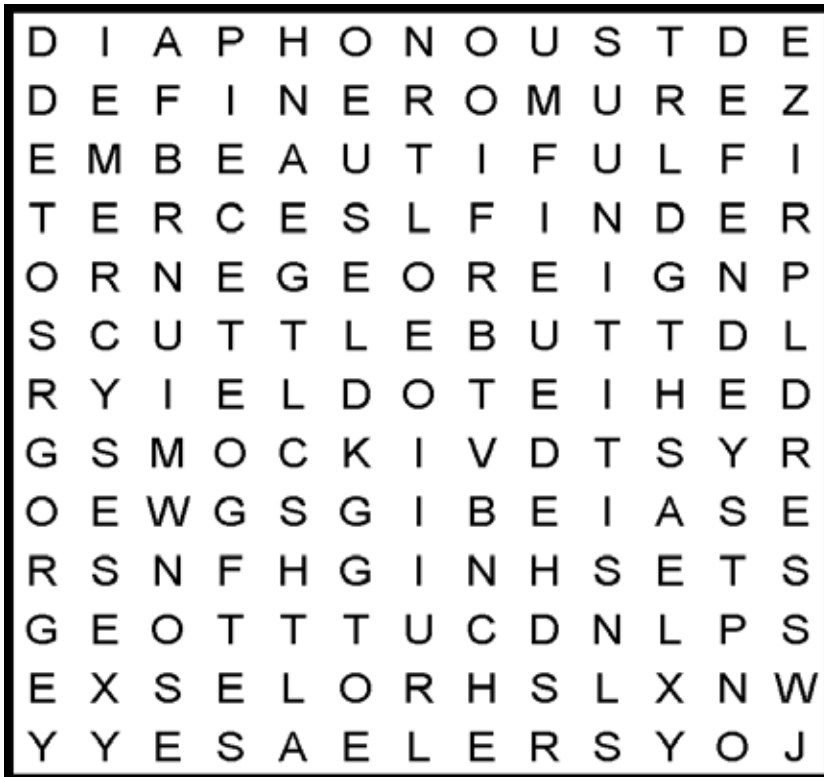 D I A P H O N O U S T D E
D E F I N E R O M U R E Z
E M B E A U T I F U L F I
T E R C E S L F I N D E R
O R N E G E O R E I G N P
S C U T T L E B U T T D L
R Y I E L D O T E I H E D
G S M O C K I V D T S Y R
O E W G S G I B E I A S E
R S N F H G I N H S E T S
G E O T T T U C D N L P S
E X S E L O R H S L X N W
Y Y E S A E L E R S Y O J